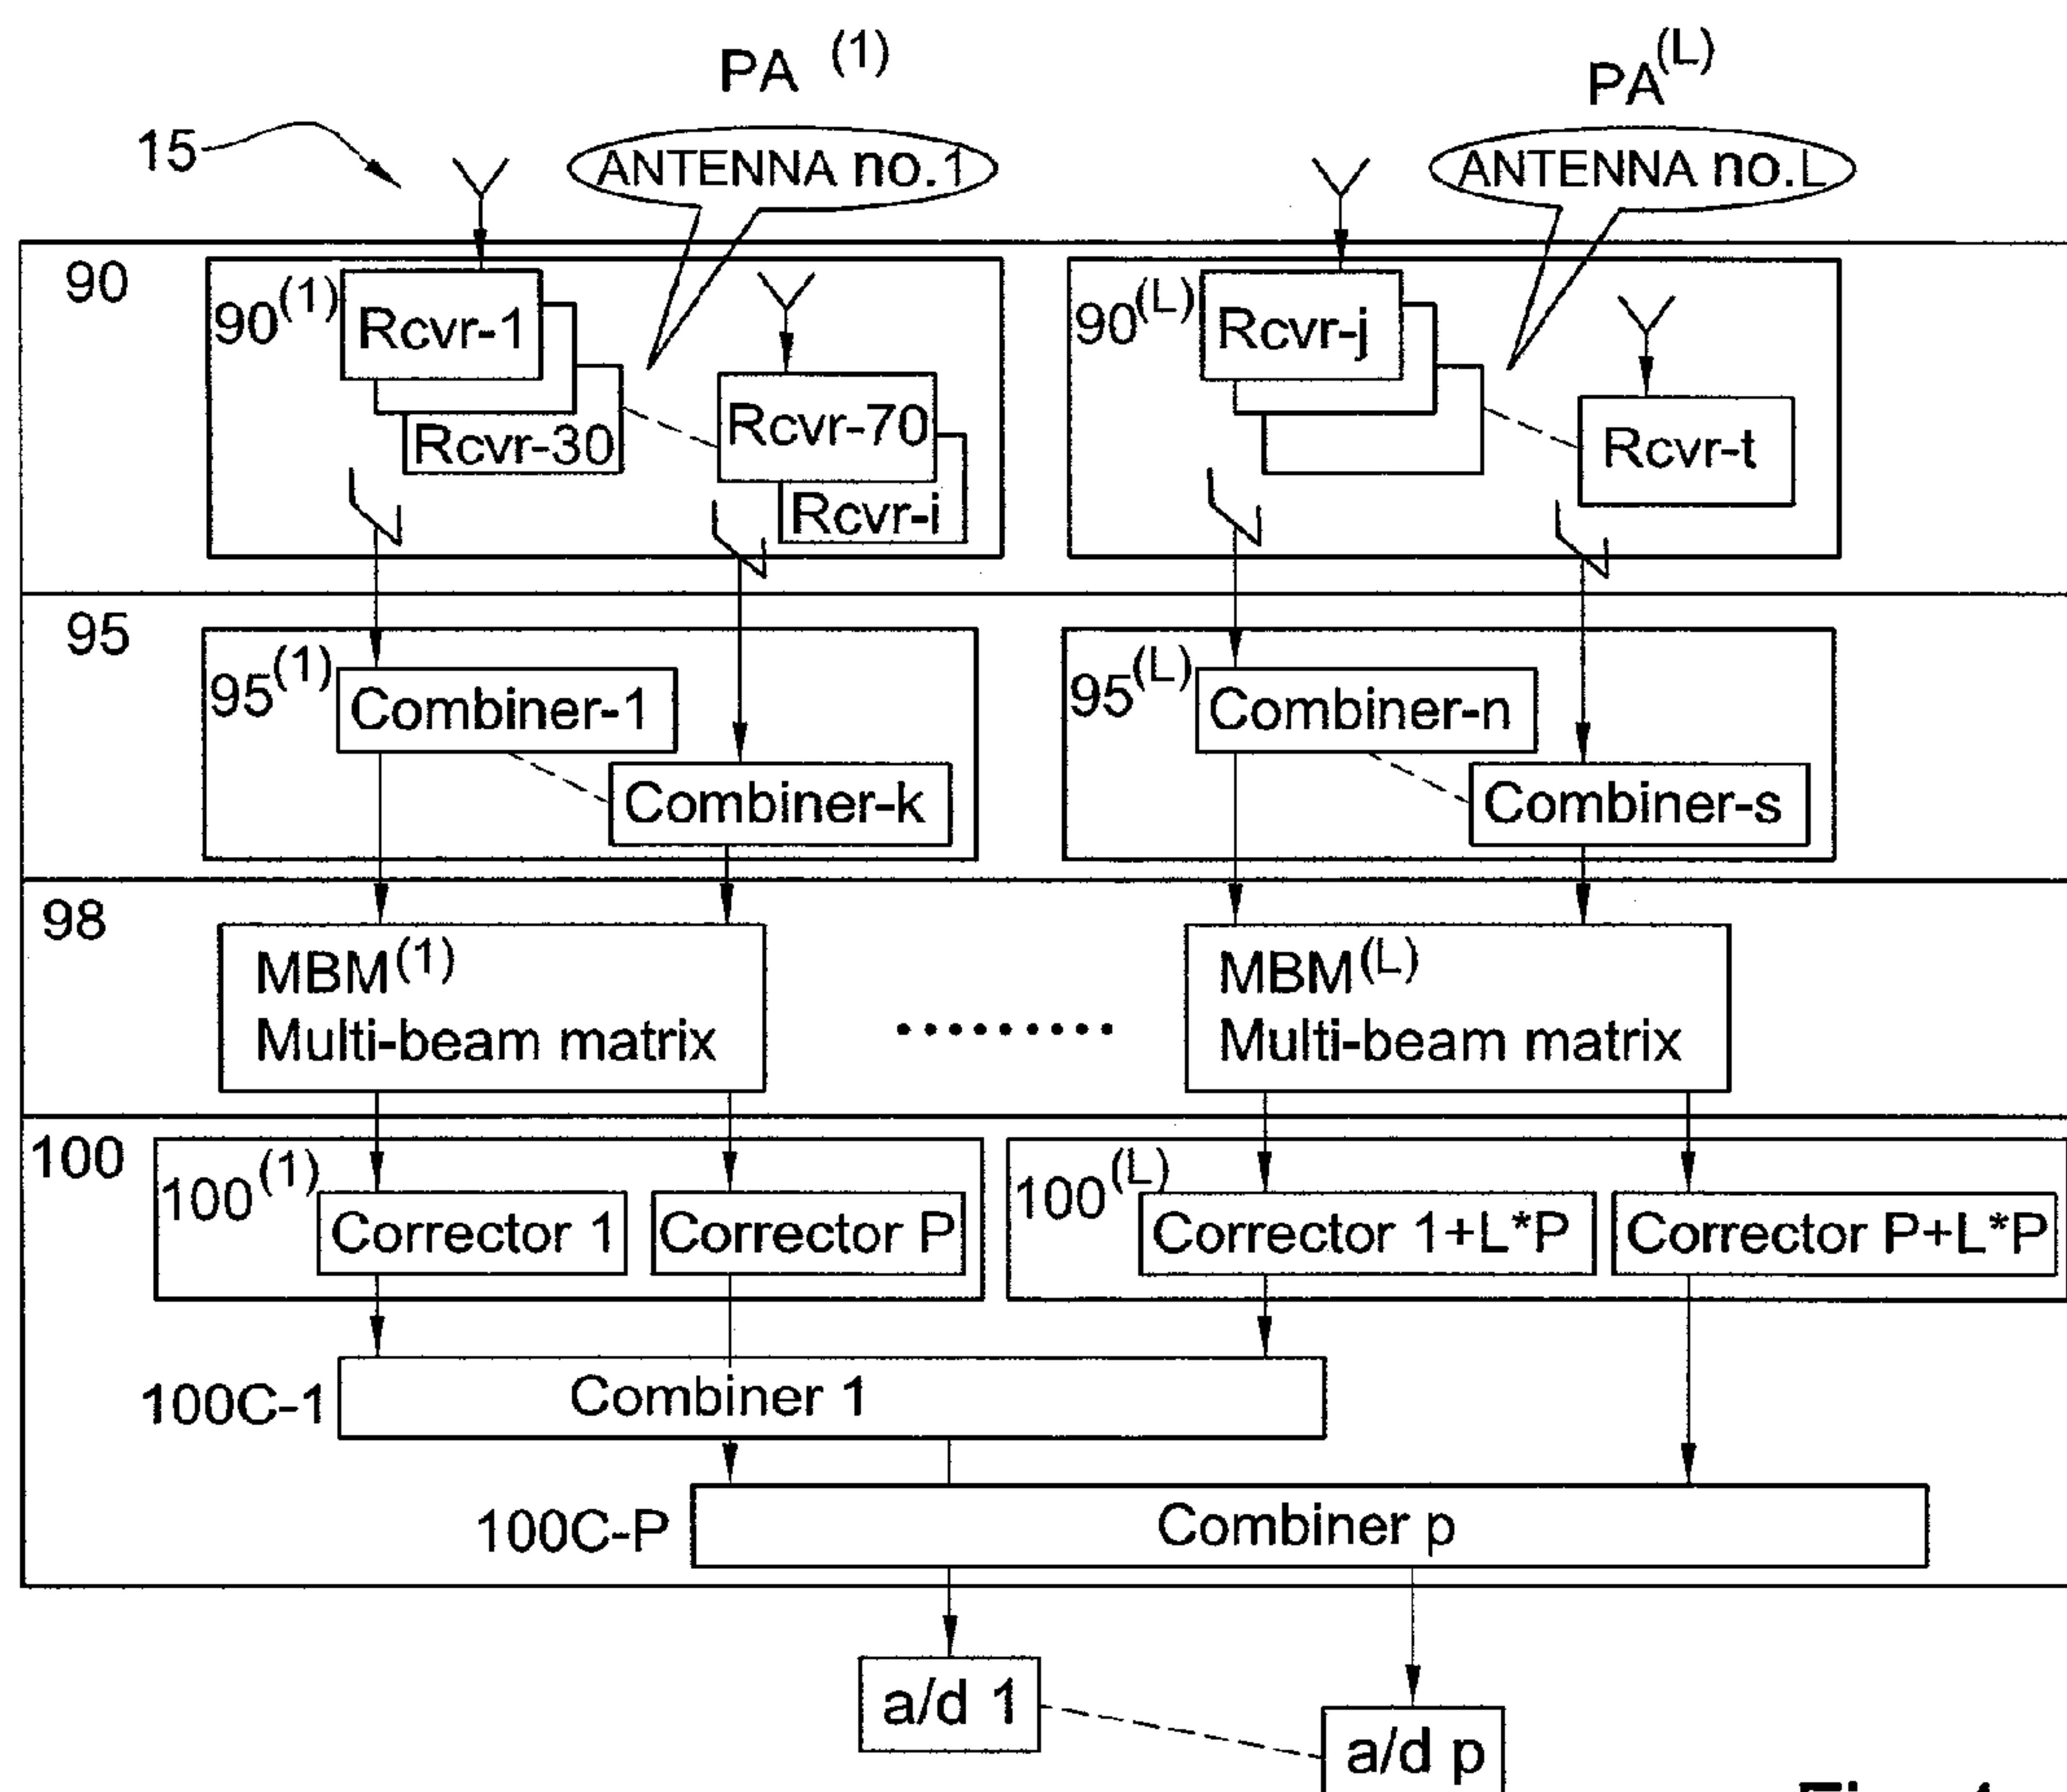 PA (1)
PA(L)
15
ANTENNA no.1
ANTENNA no.L
90
90(1)
Rcvr-1
Rcvr-30
Rcvr-70
Rcvr-i
90(L)
Rcvr-j
Rcvr-t
95
95(1)
Combiner-1
Combiner-k
95(L)
Combiner-n
Combiner-s
98
MBM(1)
Multi-beam matrix
.........
MBM(L)
Multi-beam matrix
100
100(1)
Corrector 1
Corrector P
100(L)
Corrector 1+L*P
Corrector P+L*P
100C-1
Combiner 1
100C-P
Combiner p
a/d 1
a/d p